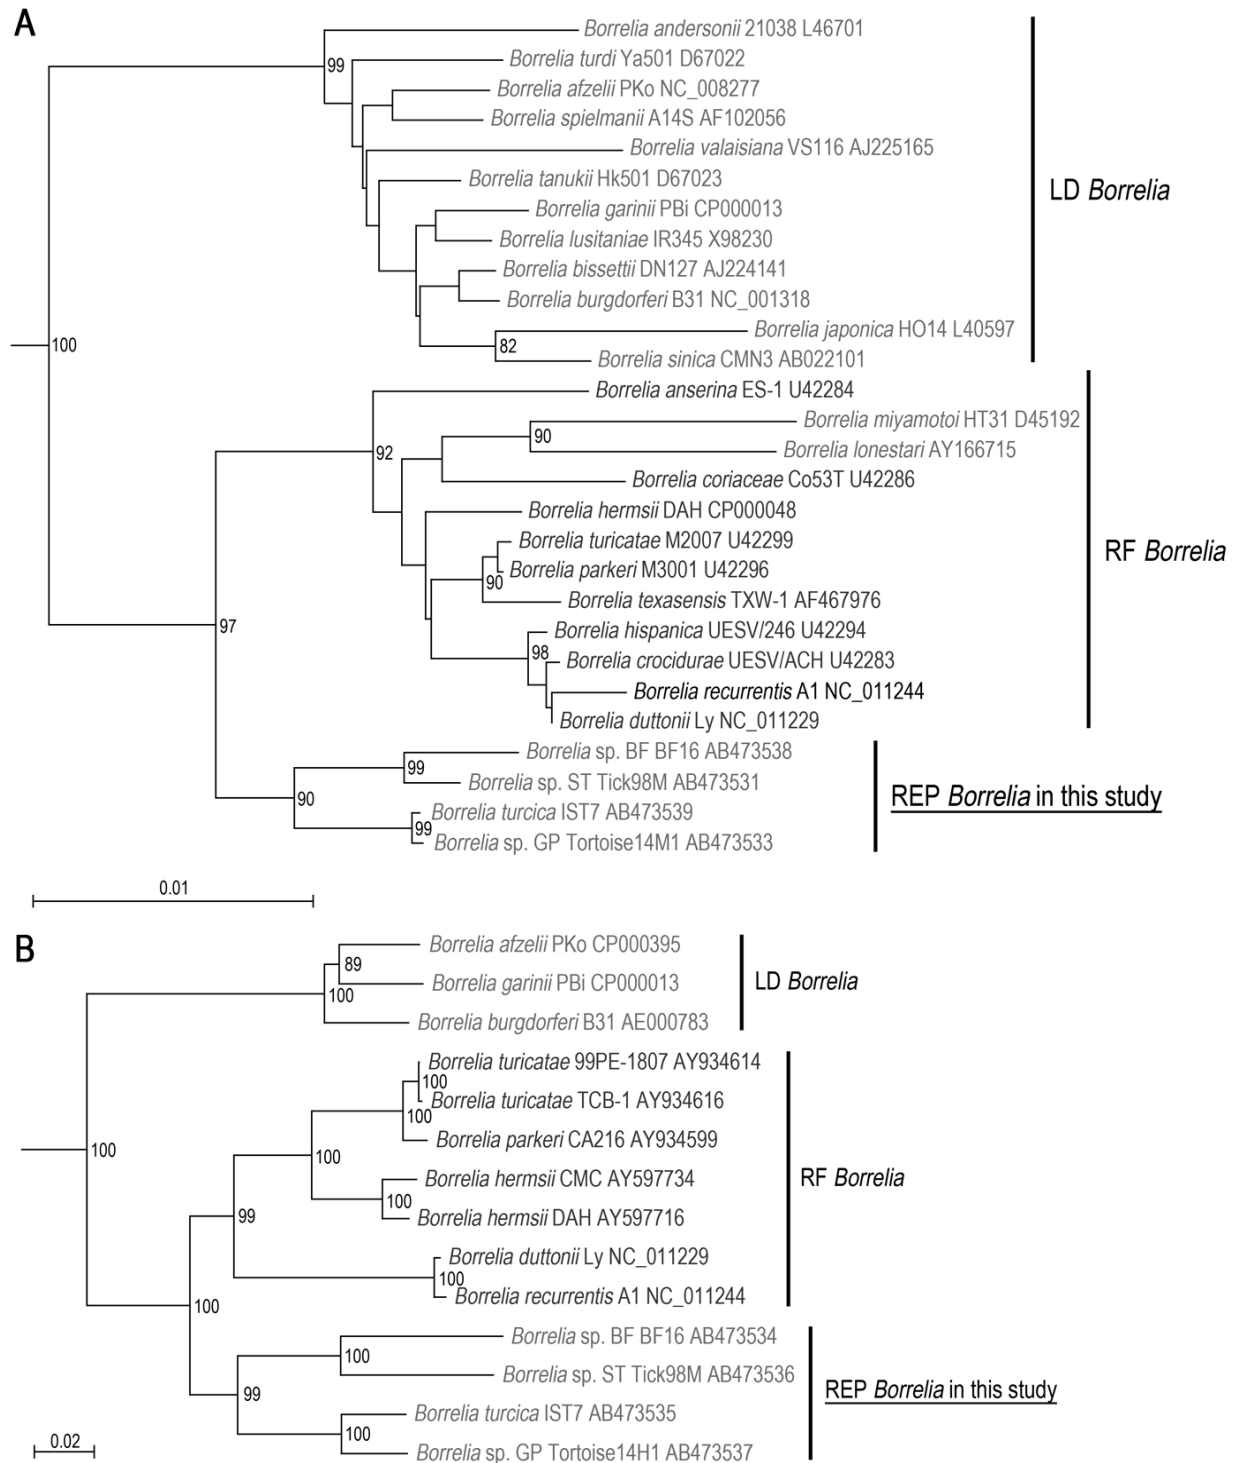 A
Borrelia andersonii 21038 L46701
99
Borrelia turdi Ya501 D67022
Borrelia afzelii PKo NC_008277
Borrelia spielmanii A14S AF102056
Borrelia valaisiana VS116 AJ225165
Borrelia tanukii Hk501 D67023
LD Borrelia
Borrelia garinii PBi CP000013
Borrelia lusitaniae IR345 X98230
Borrelia bissettii DN127 AJ224141
Borrelia burgdorferi B31 NC_001318
Borrelia japonica HO14 L40597
100
82
Borrelia sinica CMN3 AB022101
Borrelia anserina ES-1 U42284
Borrelia miyamotoi HT31 D45192
90
92
Borrelia lonestari AY166715
Borrelia coriaceae Co53T U42286
Borrelia hermsii DAH CP000048
Borrelia turicatae M2007 U42299
RF Borrelia
Borrelia parkeri M3001 U42296
90
Borrelia texasensis TXW-1 AF467976
97
Borrelia hispanica UESV/246 U42294
98
Borrelia crocidurae UESV/ACH U42283
Borrelia recurrentis A1 NC_011244
Borrelia duttonii Ly NC_011229
Borrelia sp. BF BF16 AB473538
99
Borrelia sp. ST Tick98M AB473531
90
REP Borrelia in this study
Borrelia turcica IST7 AB473539
99
Borrelia sp. GP Tortoise14M1 AB473533
0.01
B
Borrelia afzelii PKo CP000395
89
Borrelia garinii PBi CP000013
LD Borrelia
100
Borrelia burgdorferi B31 AE000783
Borrelia turicatae 99PE-1807 AY934614
100
Borrelia turicatae TCB-1 AY934616
100
Borrelia parkeri CA216 AY934599
100
100
Borrelia hermsii CMC AY597734
RF Borrelia
100
Borrelia hermsii DAH AY597716
99
Borrelia duttonii Ly NC_011229
100
Borrelia recurrentis A1 NC_011244
100
Borrelia sp. BF BF16 AB473534
100
Borrelia sp. ST Tick98M AB473536
99
REP Borrelia in this study
Borrelia turcica IST7 AB473535
100
Borrelia sp. GP Tortoise14H1 AB473537
0.02